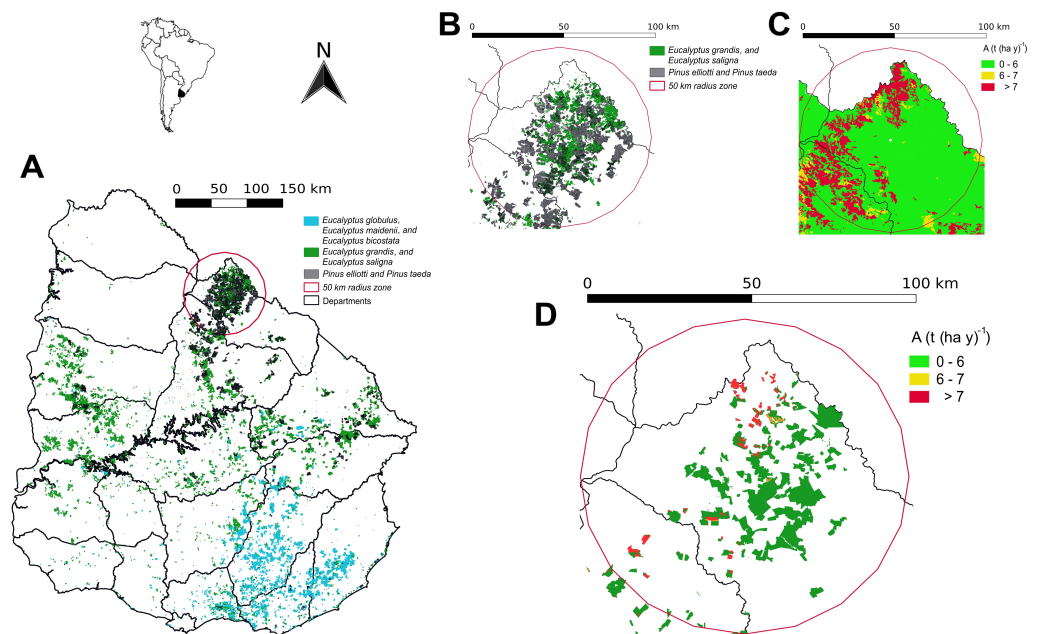 N
A
0 50 100 150 km
Eucalyptus globulus,
Eucalyptus maidenii, and
Eucalyptus bicostata
Eucalyptus grandis, and
Eucalyptus saligna
Pinus elliotti and Pinus taeda
50 km radius zone
Departments
B
0 50 100 km
Eucalyptus grandis, and
Eucalyptus saligna
Pinus elliotti and Pinus taeda
50 km radius zone
C
0 50 100 km
A (t (ha y)⁻¹
0 - 6
6 - 7
> 7
D
0 50 100 km
A (t (ha y)⁻¹
0 - 6
6 - 7
> 7